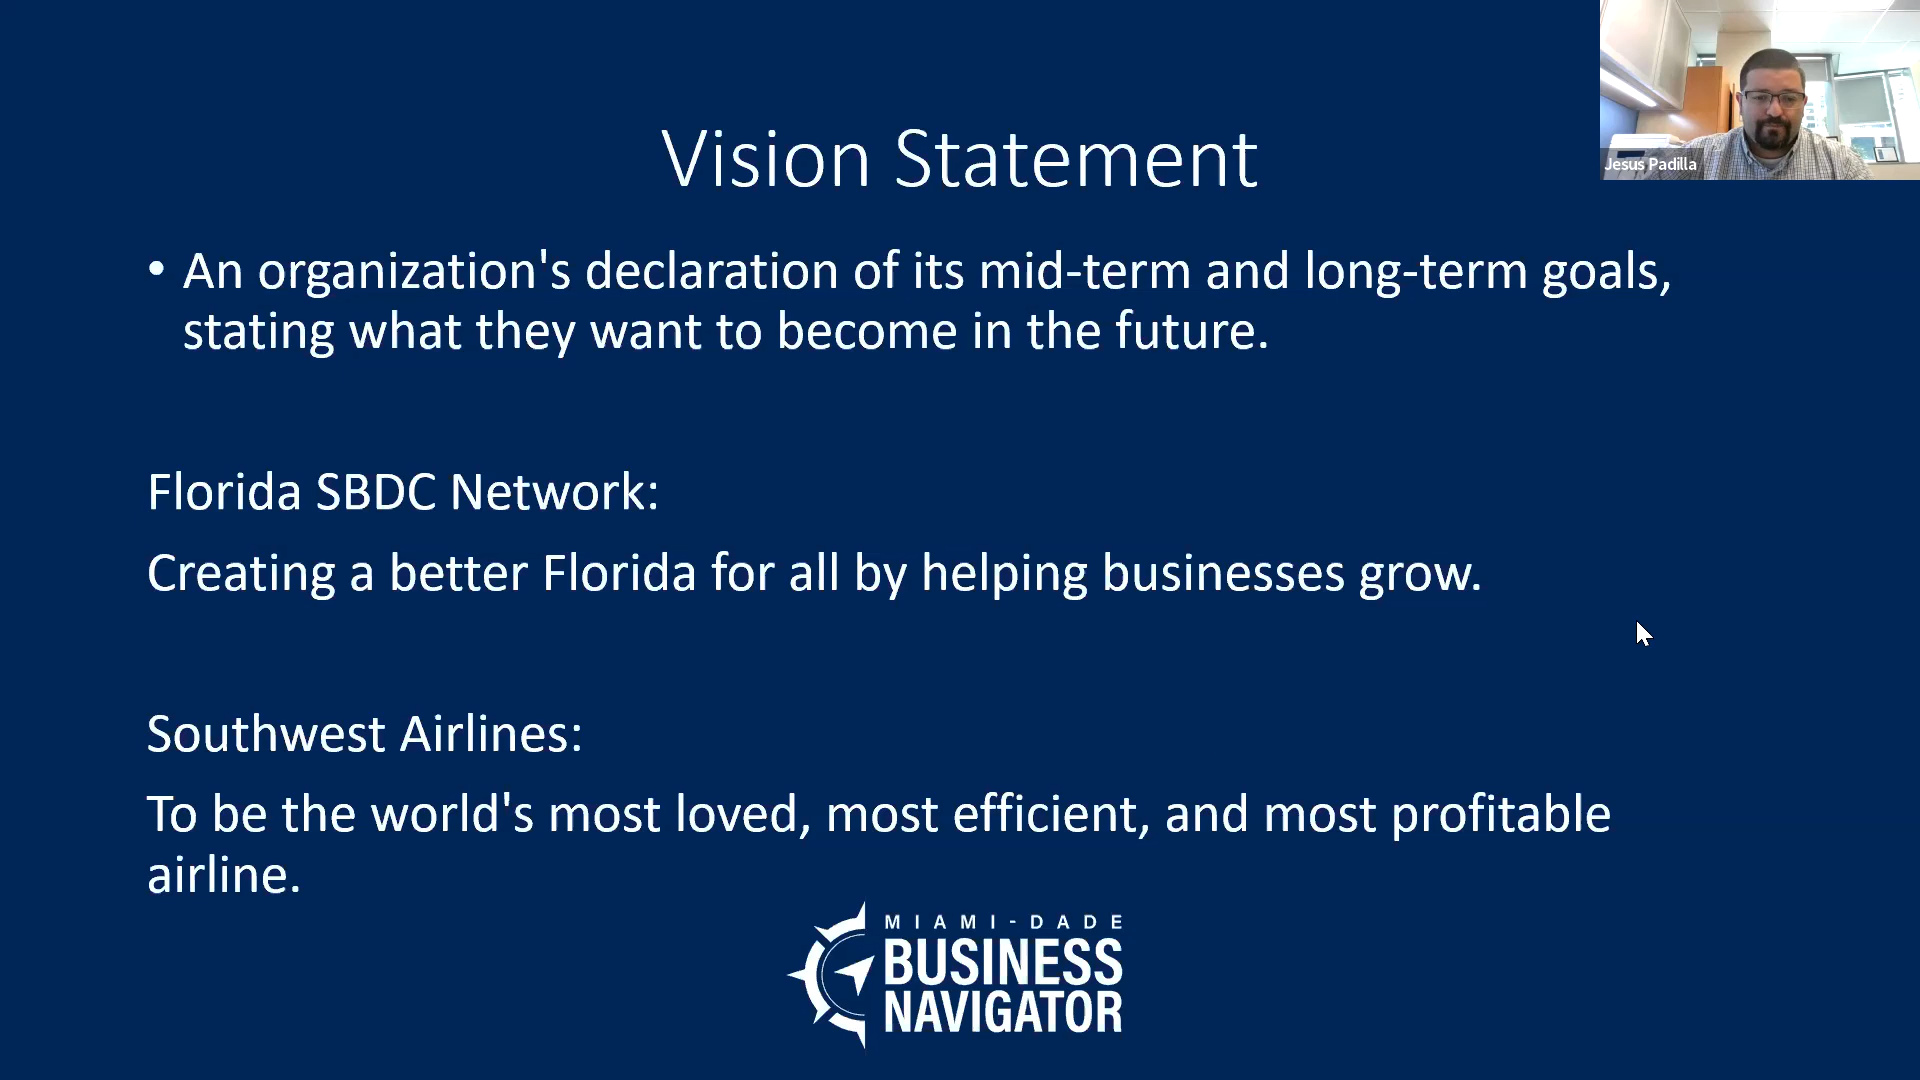 Vision Statement
Jesus Padilla
• An organization's declaration of its mid-term and long-term goals,
stating what they want to become in the future.
Florida SBDC Network:
Creating a better Florida for all by helping businesses grow.
Southwest Airlines:
To be the world's most loved, most efficient, and most profitable
airline.
MIAMI-DADE
BUSINESS
NAVIGATOR